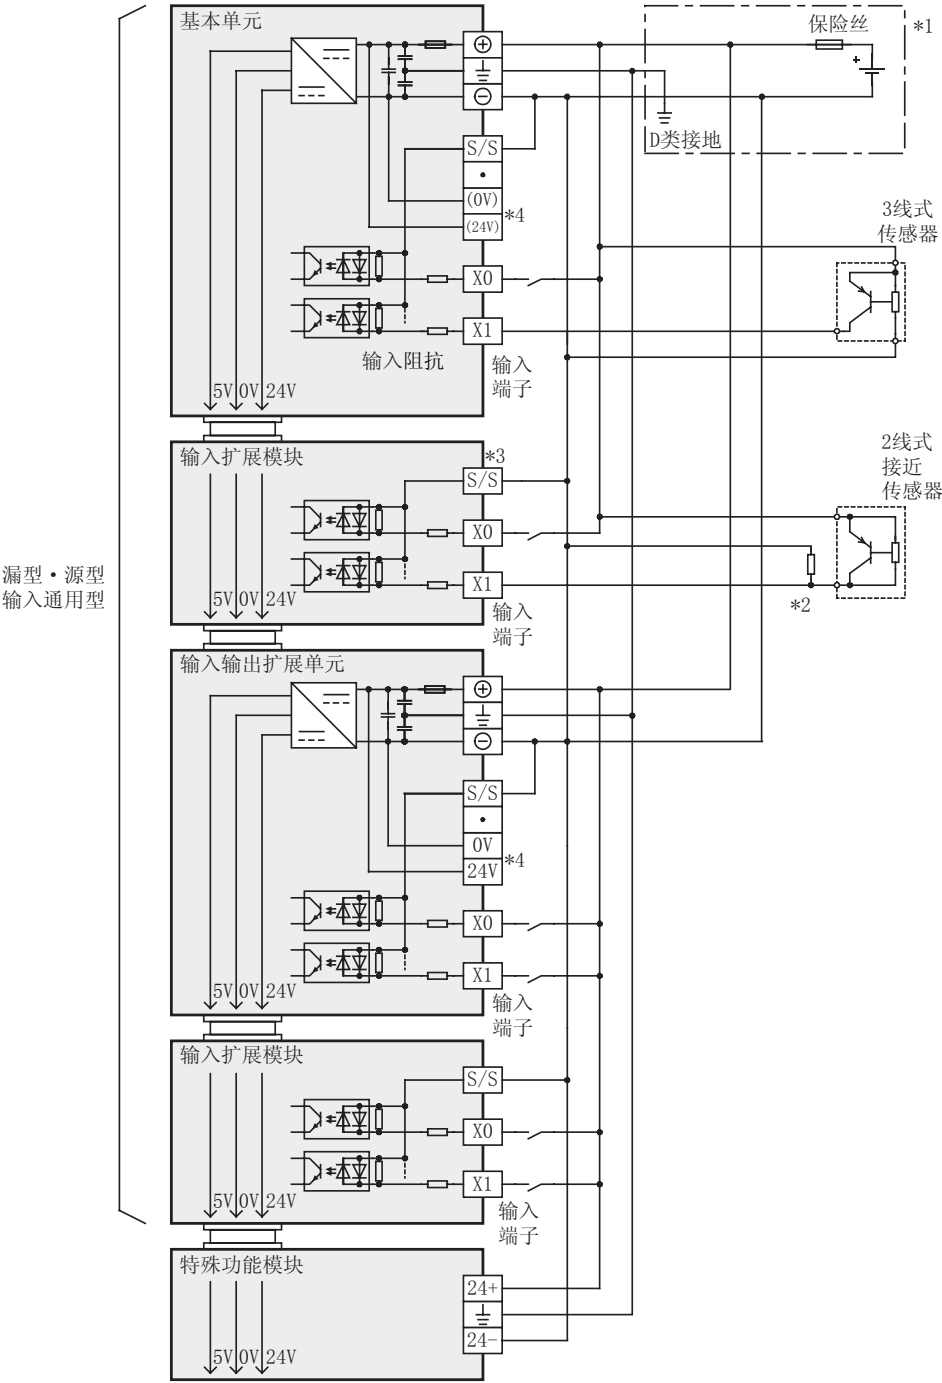 基本单元
保险丝
*1
+
⏚
−
D类接地
S/S
•
(0V)
*4
(24V)
3线式
传感器
X0
X1
输入阻抗
输入
端子
5V 0V 24V
输入扩展模块
*3
S/S
2线式
接近
传感器
X0
X1
*2
漏型・源型
输入通用型
5V 0V 24V
输入
端子
输入输出扩展单元
+
−
S/S
•
0V
*4
24V
X0
X1
5V 0V 24V
输入
端子
输入扩展模块
S/S
X0
X1
5V 0V 24V
输入
端子
特殊功能模块
24+
24−
5V 0V 24V